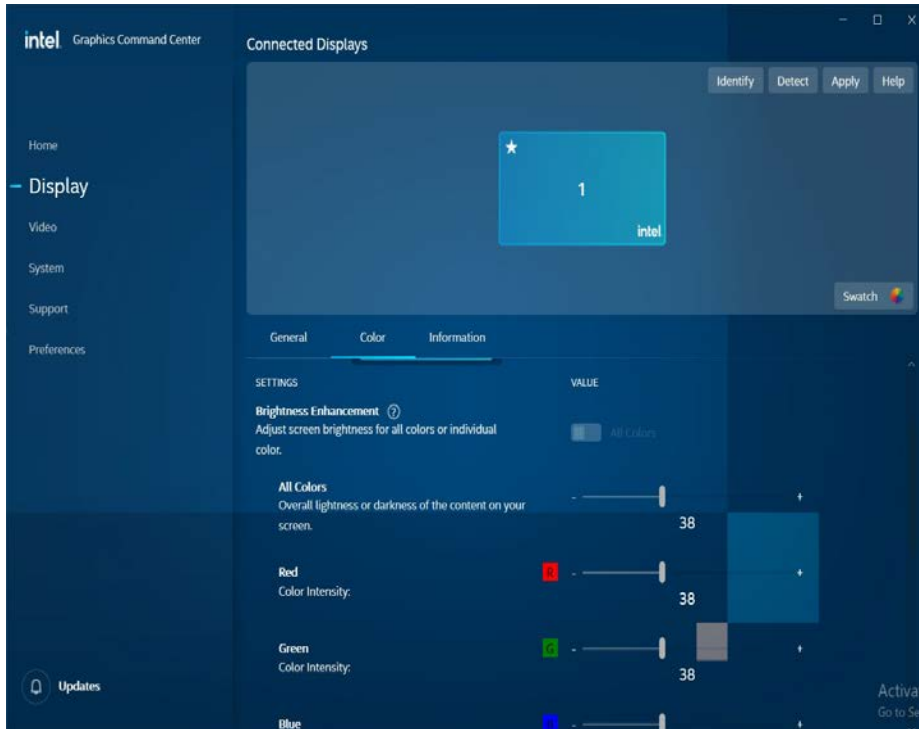 intel. Graphics Command Center
Connected Displays
Identify Detect Apply Help
Home
Display
Video
System
Support
Preferences
1
intel
Swatch
General Color Information
SETTINGS VALUE
Brightness Enhancement ?
Adjust screen brightness for all colors or individual
color.
All Colors
All Colors
Overall lightness or darkness of the content on your
screen.
- +
38
Red
Color Intensity:
R - +
38
Green
Color Intensity:
G - +
38
Blue
- +
Updates
Activa
Go to Se